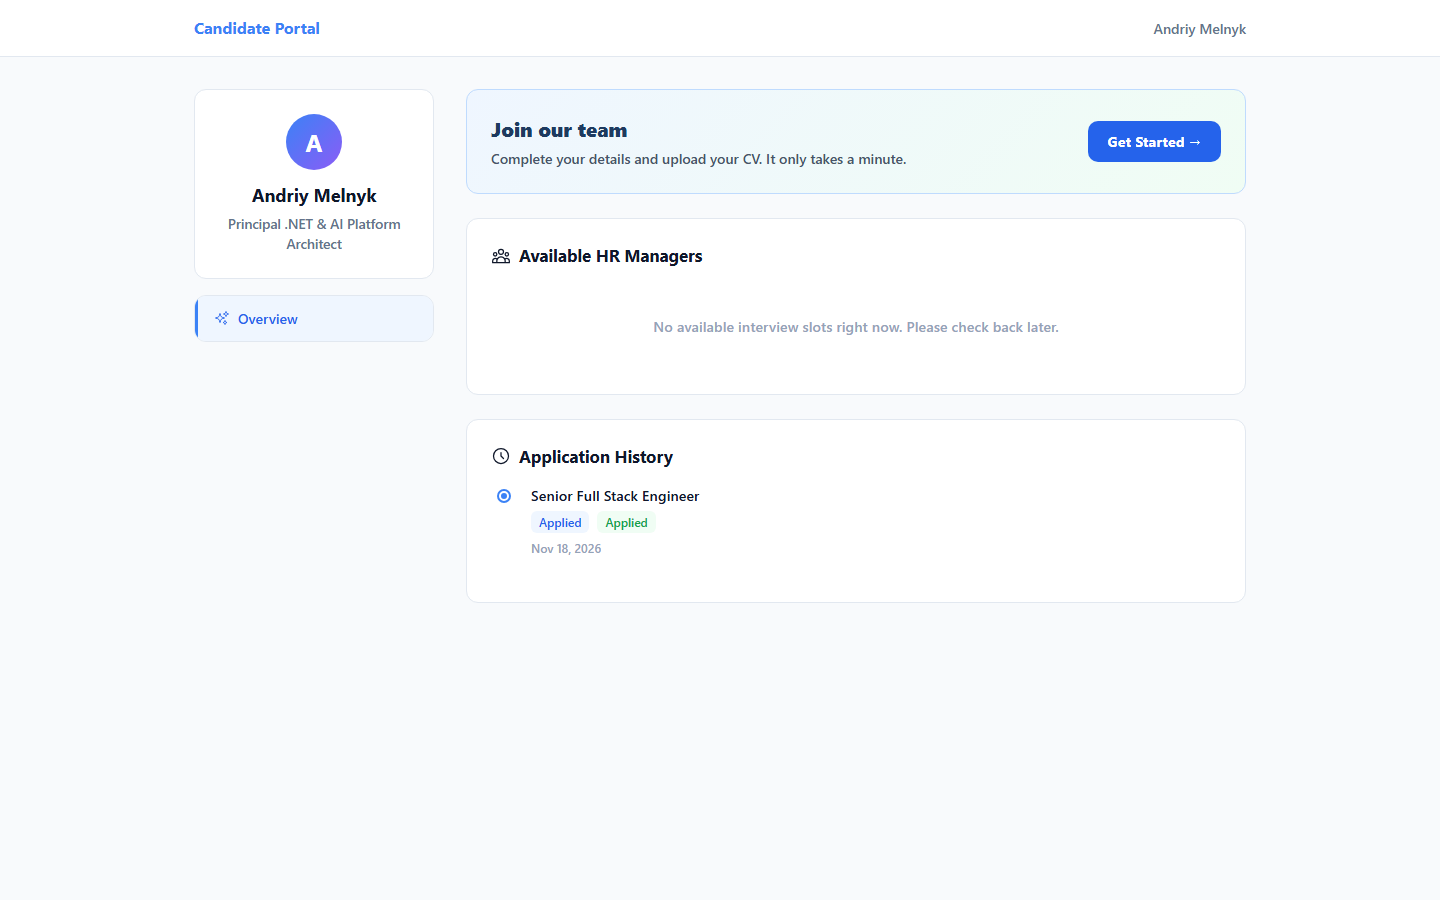 Candidate Portal
Andriy Melnyk
A
Andriy Melnyk
Principal .NET & AI Platform
Architect
Overview
Join our team
Complete your details and upload your CV. It only takes a minute.
Get Started →
Available HR Managers
No available interview slots right now. Please check back later.
Application History
Senior Full Stack Engineer
Applied Applied
Nov 18, 2026